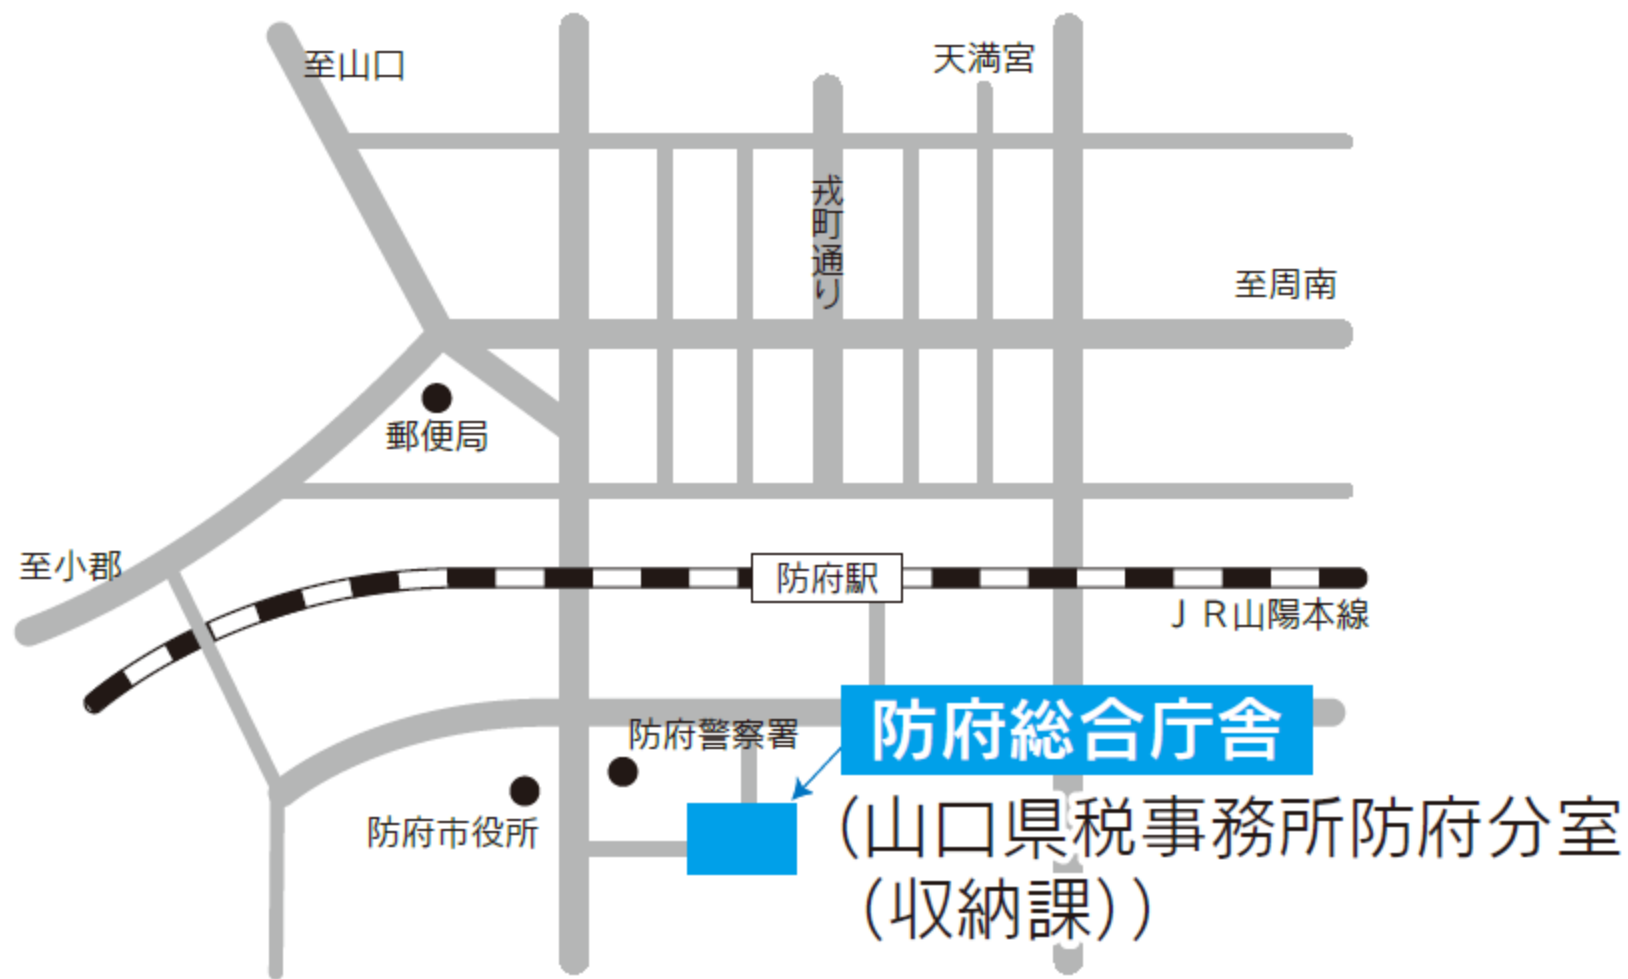 至山口
天満宮
戎町通り
至周南
郵便局
至小郡
防府駅
ＪＲ山陽本線
防府総合庁舎
防府警察署
防府市役所
（山口県税事務所防府分室
（収納課））